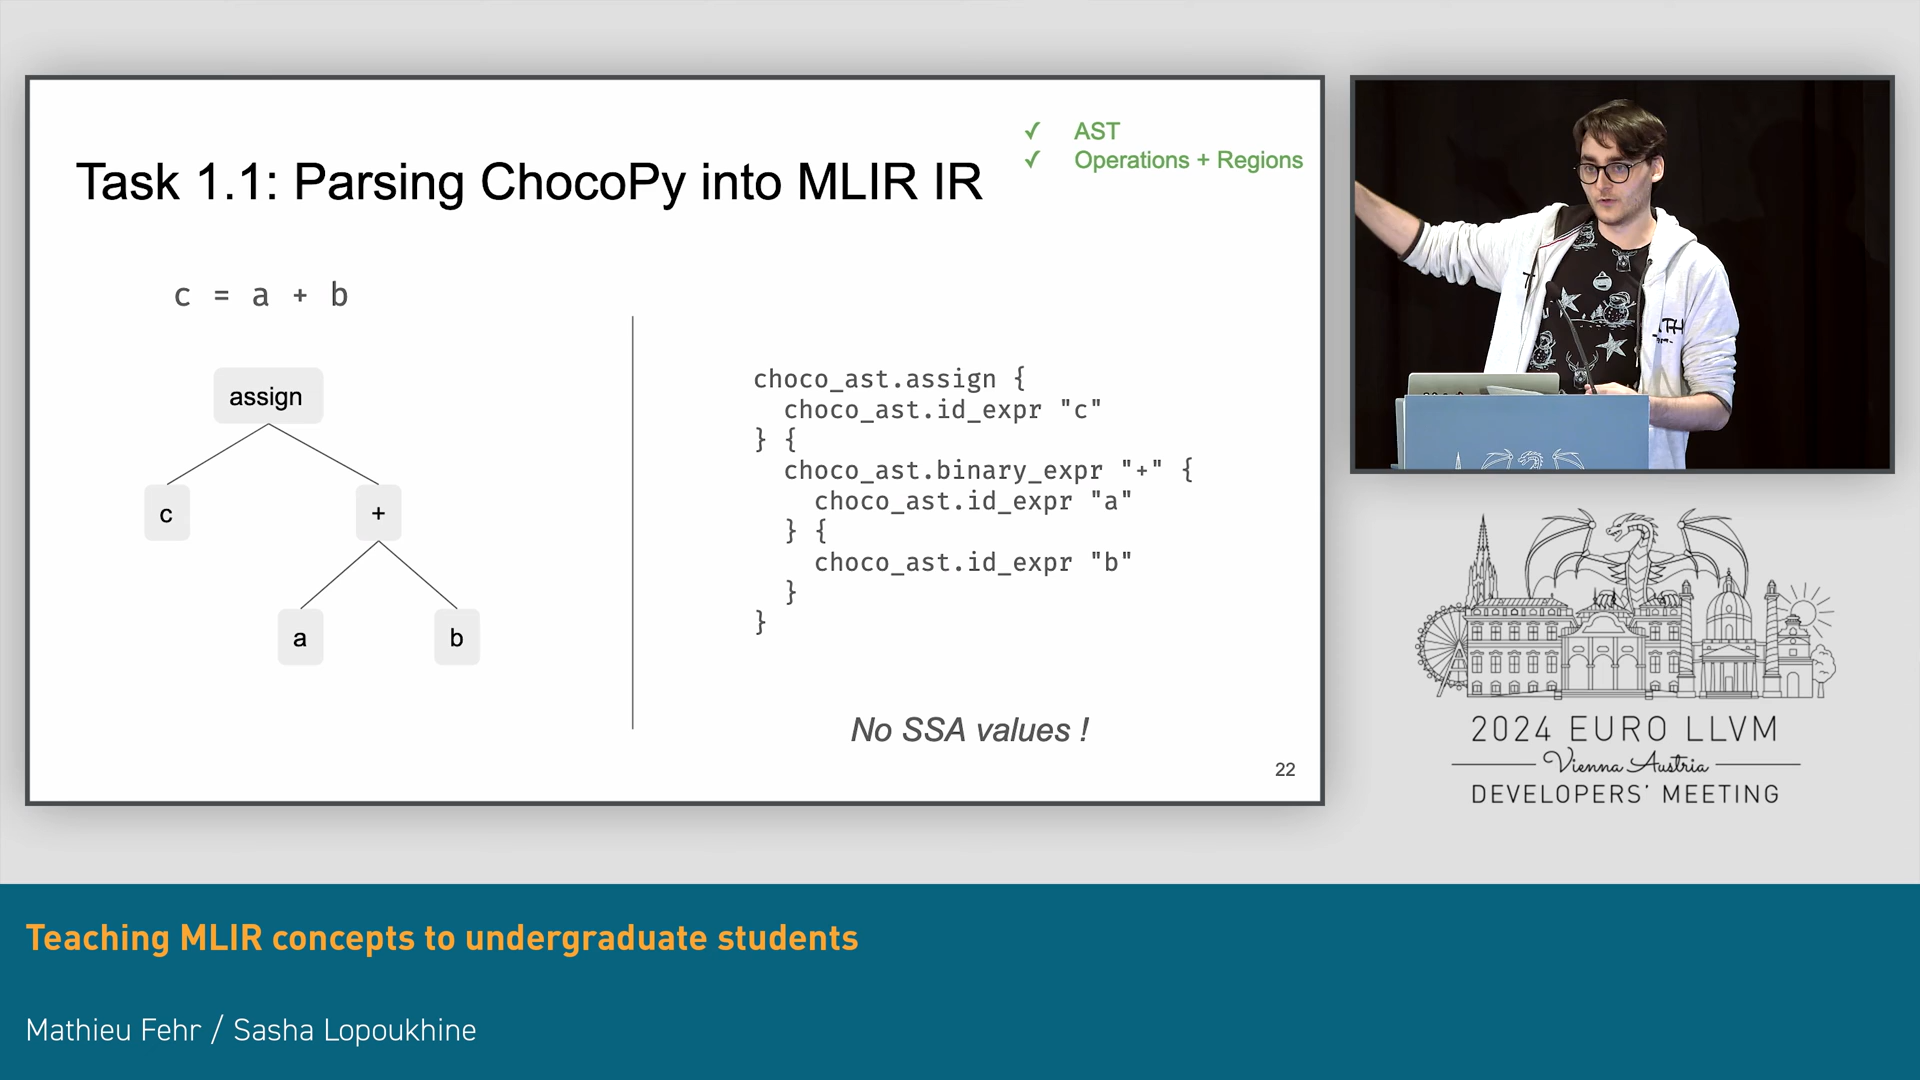 ✓ AST
✓ Operations + Regions
Task 1.1: Parsing ChocoPy into MLIR IR
c = a + b
assign
c
+
a
b
choco_ast.assign {
  choco_ast.id_expr "c"
} {
  choco_ast.binary_expr "+" {
    choco_ast.id_expr "a"
  } {
    choco_ast.id_expr "b"
  }
}
No SSA values !
22
2024 EURO LLVM
Vienna Austria
DEVELOPERS' MEETING
Teaching MLIR concepts to undergraduate students
Mathieu Fehr / Sasha Lopoukhine